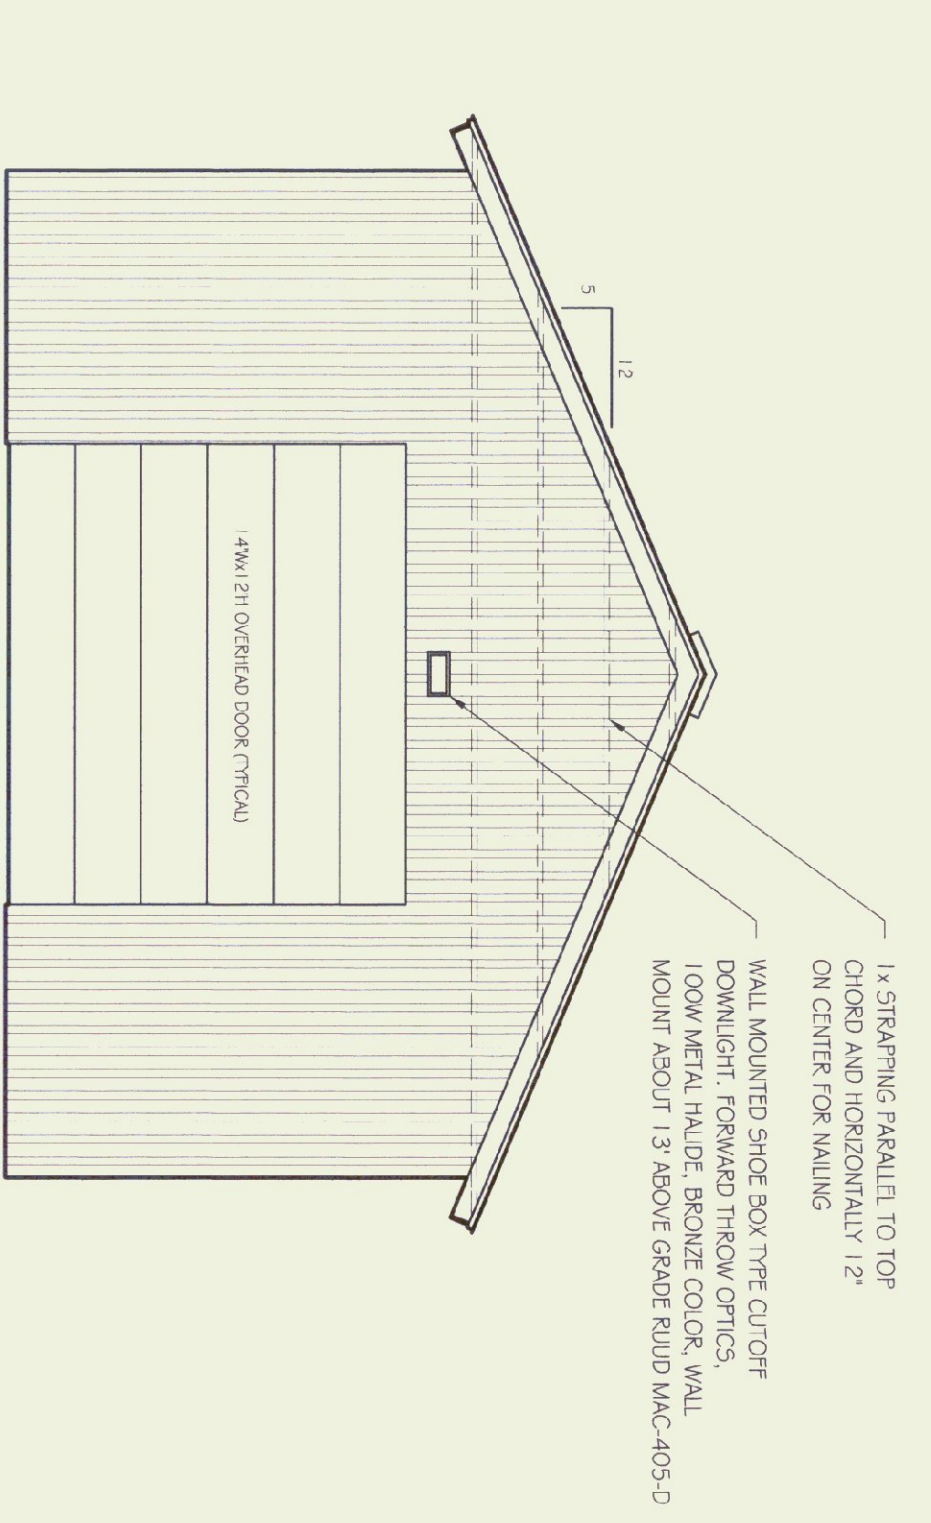 1x STRAPPING PARALLEL TO TOP
CHORD AND HORIZONTALLY 12"
ON CENTER FOR NAILING
WALL MOUNTED SHOE BOX TYPE CUTOFF
DOWNLIGHT. FORWARD THROW OPTICS,
100W METAL HALIDE, BRONZE COLOR, WALL
MOUNT ABOUT 13' ABOVE GRADE RUUD MAC-405-D
12
5
14'Wx12'H OVERHEAD DOOR (TYPICAL)